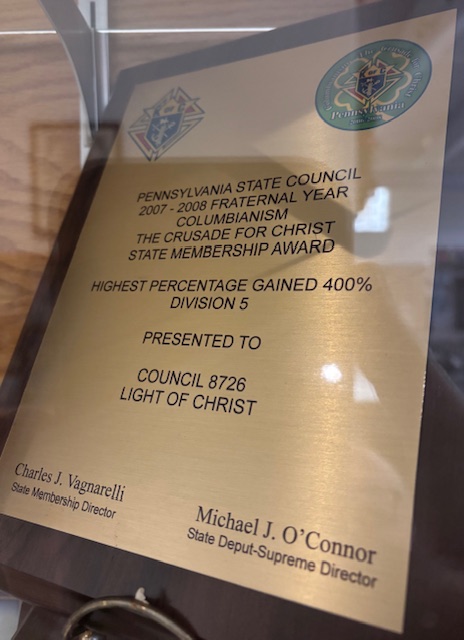 Pennsylvania
PENNSYLVANIA STATE COUNCIL
2007 - 2008 FRATERNAL YEAR
COLUMBIANISM
THE CRUSADE FOR CHRIST
STATE MEMBERSHIP AWARD
HIGHEST PERCENTAGE GAINED 400%
DIVISION 5
PRESENTED TO
COUNCIL 8726
LIGHT OF CHRIST
Charles J. Vagnarelli
State Membership Director
Michael J. O'Connor
State Deput-Supreme Director